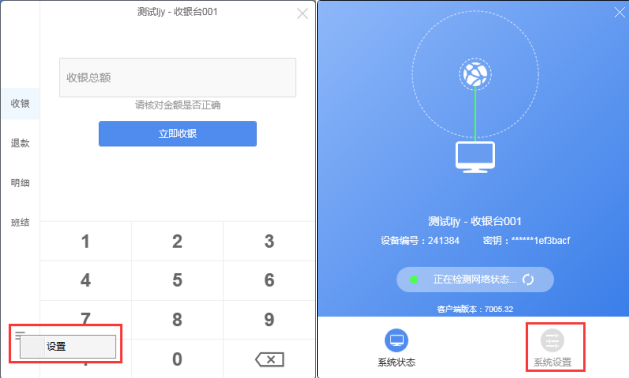 测试ljy - 收银台001
收银总额
请核对金额是否正确
立即收银
收银
退款
明细
班结
1 2 3
4 5 6
7 8 9
0
设置
测试ljy - 收银台001
设备编号：241384 密钥：******1ef3bacf
正在检测网络状态...
客户端版本：7005.32
系统状态
系统设置